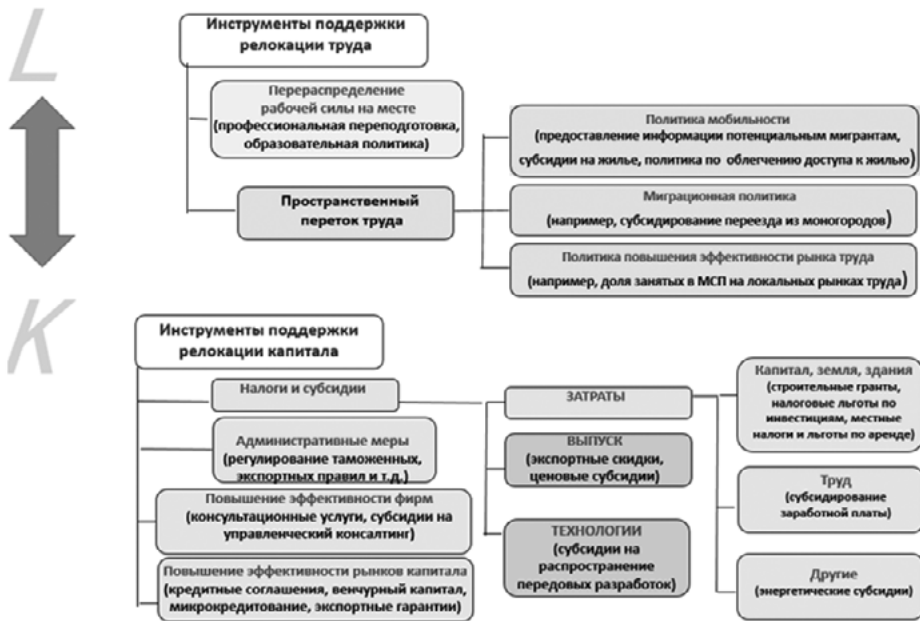 L
Инструменты поддержки
релокации труда
Перераспределение
рабочей силы на месте
(профессиональная переподготовка,
образовательная политика)
Пространственный
переток труда
Политика мобильности
(предоставление информации потенциальным мигрантам,
субсидии на жилье, политика по облегчению доступа к жилью)
Миграционная политика
(например, субсидирование переезда из моногородов)
Политика повышения эффективности рынка труда
(например, доля занятых в МСП на локальных рынках труда)
K
Инструменты поддержки
релокации капитала
Налоги и субсидии
Административные меры
(регулирование таможенных,
экспортных правил и т.д.)
Повышение эффективности фирм
(консультационные услуги, субсидии на
управленческий консалтинг)
Повышение эффективности рынков капитала
(кредитные соглашения, венчурный капитал,
микрокредитование, экспортные гарантии)
ЗАТРАТЫ
ВЫПУСК
(экспортные скидки,
ценовые субсидии)
ТЕХНОЛОГИИ
(субсидии на
распространение
передовых разработок)
Капитал, земля, здания
(строительные гранты,
налоговые льготы по
инвестициям, местные
налоги и льготы по аренде)
Труд
(субсидирование
заработной платы)
Другие
(энергетические субсидии)